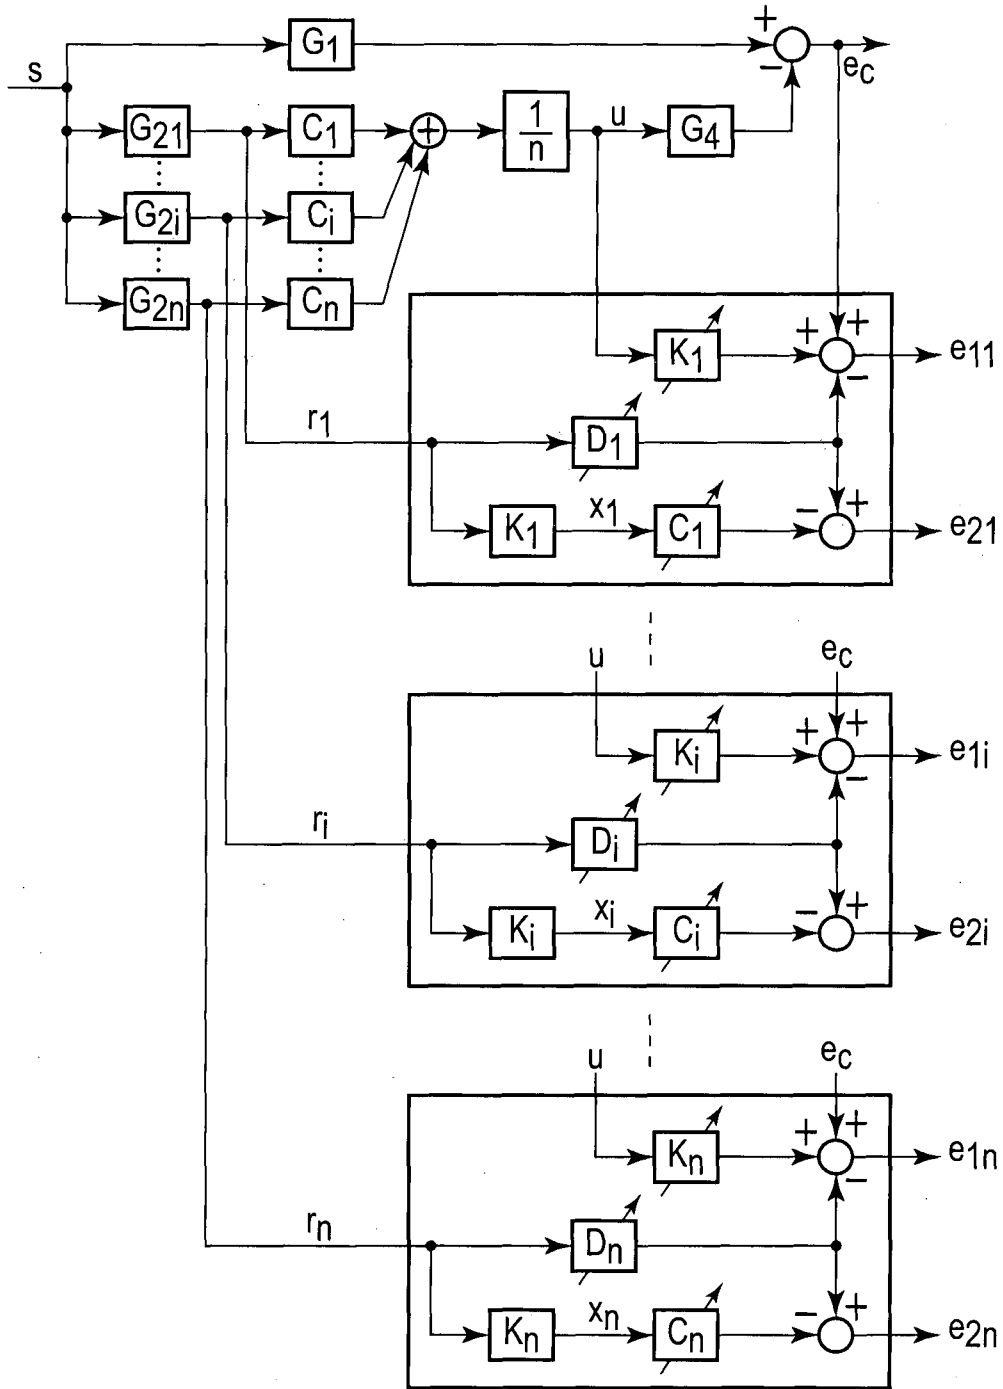 G1
+
−
ec
s
G21
C1
+
1
n
u
G4
G2i
Ci
G2n
Cn
K1
+
+
−
e11
r1
D1
K1
x1
C1
−
+
e21
u
ec
Ki
+
+
−
e1i
ri
Di
Ki
xi
Ci
−
+
e2i
u
ec
Kn
+
+
−
e1n
rn
Dn
Kn
xn
Cn
−
+
e2n